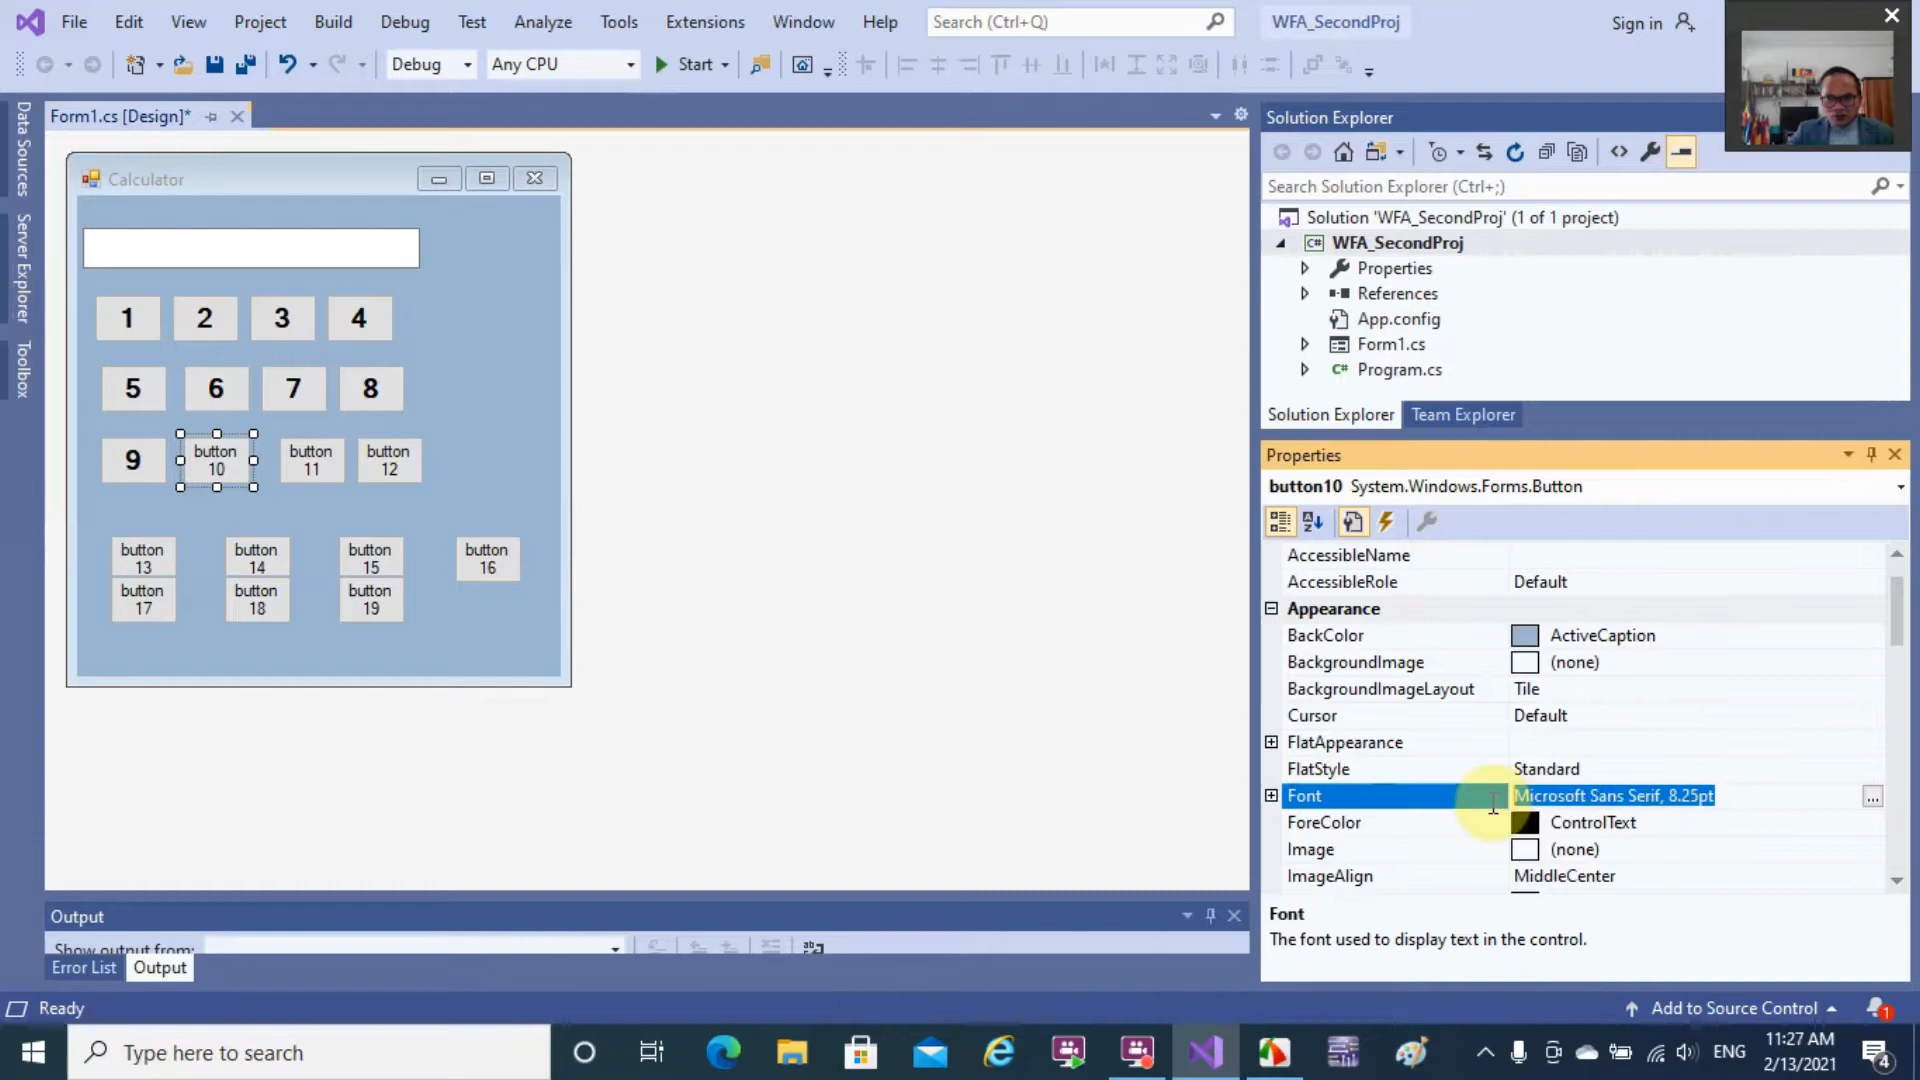 File Edit View Project Build Debug Test Analyze Tools Extensions Window Help Search (Ctrl+Q) WFA_SecondProj Sign in
Debug Any CPU Start
Form1.cs [Design]*
Data Sources
Server Explorer
Toolbox
Calculator
1 2 3 4
5 6 7 8
9 button 10 button 11 button 12
button 13 button 14 button 15 button 16
button 17 button 18 button 19
Solution Explorer
Search Solution Explorer (Ctrl+;)
Solution 'WFA_SecondProj' (1 of 1 project)
C# WFA_SecondProj
Properties
References
App.config
Form1.cs
C# Program.cs
Solution Explorer Team Explorer
Properties
button10 System.Windows.Forms.Button
AccessibleName
AccessibleRole Default
Appearance
BackColor ActiveCaption
BackgroundImage (none)
BackgroundImageLayout Tile
Cursor Default
FlatAppearance
FlatStyle Standard
Font Microsoft Sans Serif, 8.25pt ...
ForeColor ControlText
Image (none)
ImageAlign MiddleCenter
Font
The font used to display text in the control.
Output
Show output from:
Error List Output
Ready Add to Source Control 1
Type here to search ENG 11:27 AM
2/13/2021 4